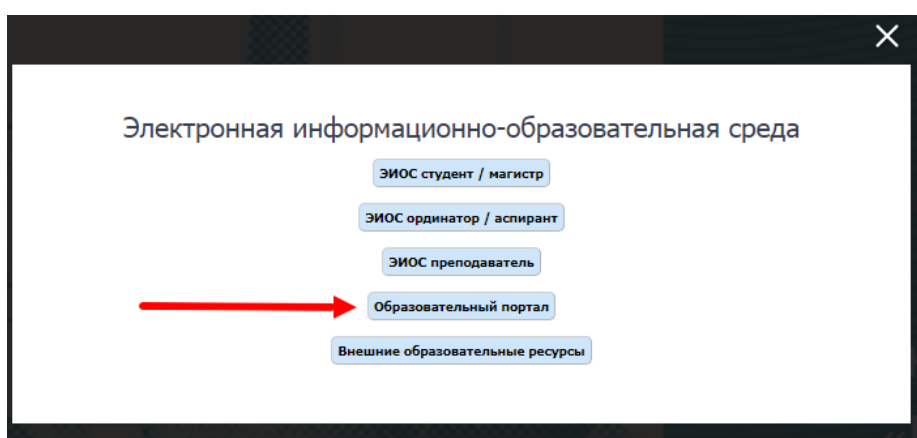 Электронная информационно-образовательная среда
ЭИОС студент / магистр
ЭИОС ординатор / аспирант
ЭИОС преподаватель
Образовательный портал
Внешние образовательные ресурсы